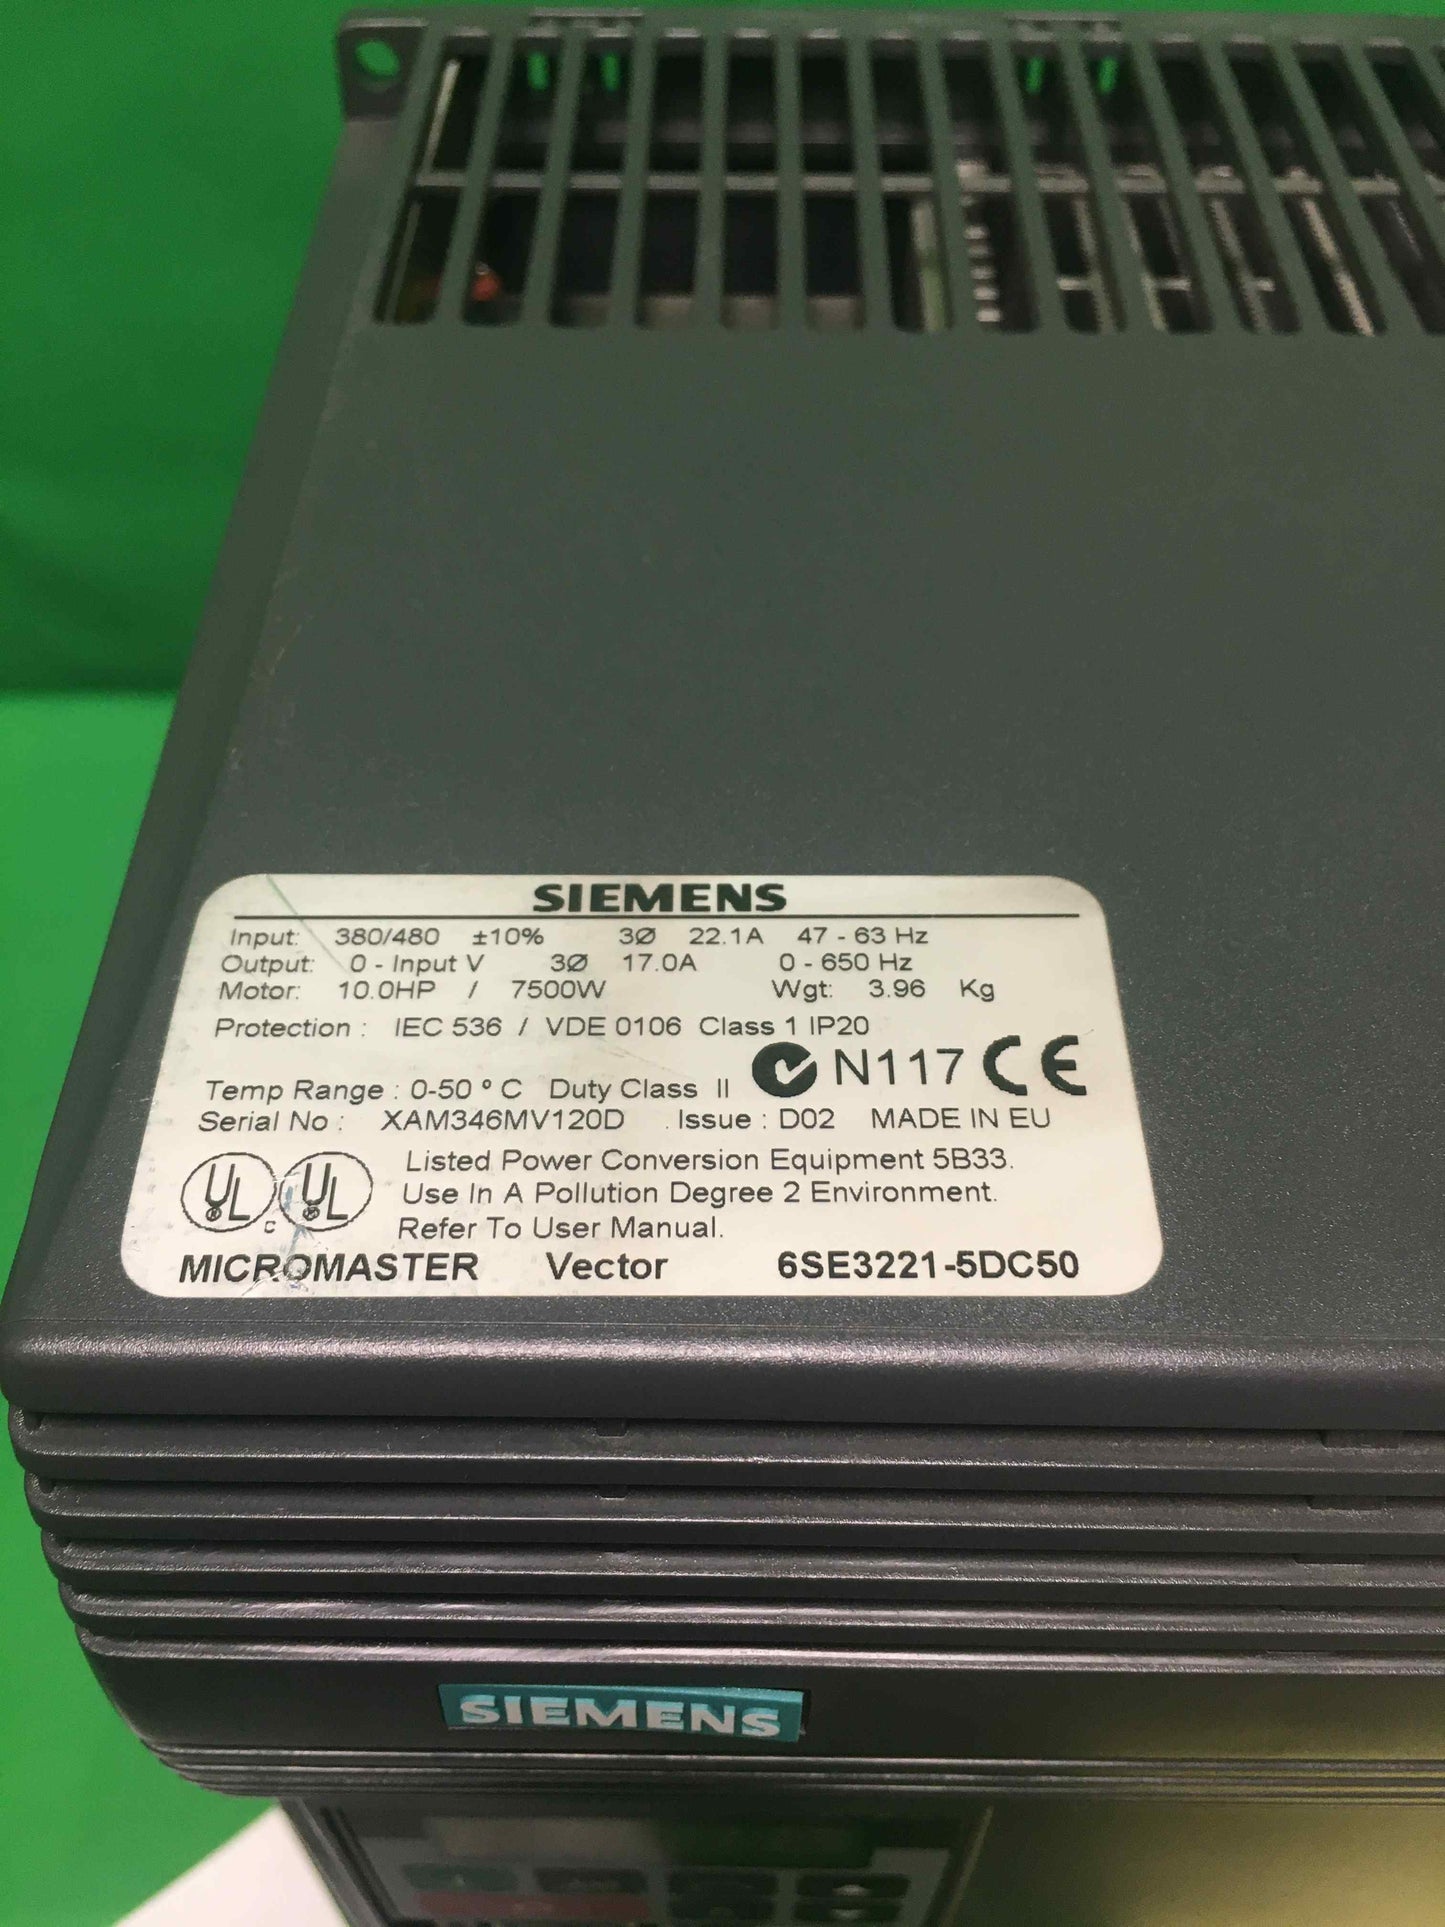 SIEMENS
Input: 380/480 ±10% 3Ø 22.1A 47 - 63 Hz
Output: 0 - Input V 3Ø 17.0A 0 - 650 Hz
Motor: 10.0HP / 7500W Wgt: 3.96 Kg
Protection : IEC 536 / VDE 0106 Class 1 IP20
N117 CE
Temp Range : 0-50 º C Duty Class II
Serial No : XAM346MV120D . Issue : D02 MADE IN EU
UL c UL Listed Power Conversion Equipment 5B33.
Use In A Pollution Degree 2 Environment.
Refer To User Manual.
MICROMASTER Vector 6SE3221-5DC50
SIEMENS